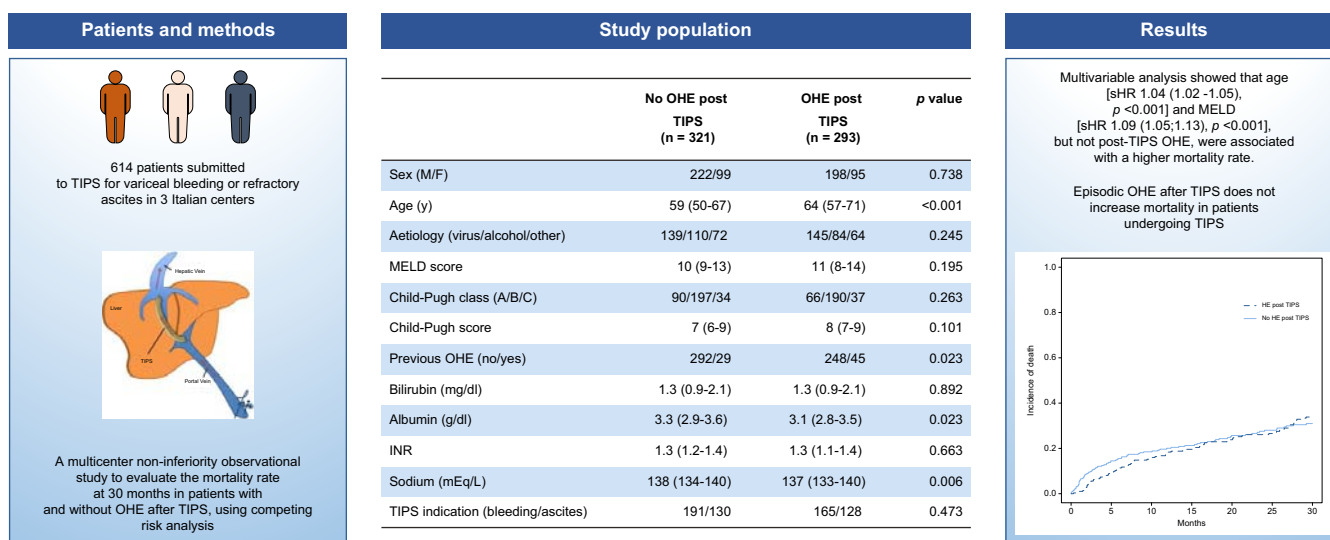 Patients and methods
614 patients submitted
to TIPS for variceal bleeding or refractory
ascites in 3 Italian centers
Hepatic Vein
Liver
TIPS
Portal Vein
A multicenter non-inferiority observational
study to evaluate the mortality rate
at 30 months in patients with
and without OHE after TIPS, using competing
risk analysis
Study population
No OHE post TIPS (n = 321) OHE post TIPS (n = 293) p value
Sex (M/F) 222/99 198/95 0.738
Age (y) 59 (50-67) 64 (57-71) <0.001
Aetiology (virus/alcohol/other) 139/110/72 145/84/64 0.245
MELD score 10 (9-13) 11 (8-14) 0.195
Child-Pugh class (A/B/C) 90/197/34 66/190/37 0.263
Child-Pugh score 7 (6-9) 8 (7-9) 0.101
Previous OHE (no/yes) 292/29 248/45 0.023
Bilirubin (mg/dl) 1.3 (0.9-2.1) 1.3 (0.9-2.1) 0.892
Albumin (g/dl) 3.3 (2.9-3.6) 3.1 (2.8-3.5) 0.023
INR 1.3 (1.2-1.4) 1.3 (1.1-1.4) 0.663
Sodium (mEq/L) 138 (134-140) 137 (133-140) 0.006
TIPS indication (bleeding/ascites) 191/130 165/128 0.473
Results
Multivariable analysis showed that age
[sHR 1.04 (1.02 -1.05),
p <0.001] and MELD
[sHR 1.09 (1.05;1.13), p <0.001],
but not post-TIPS OHE, were associated
with a higher mortality rate.
Episodic OHE after TIPS does not
increase mortality in patients
undergoing TIPS
1.0
0.8
0.6
0.4
0.2
0.0
Incidence of death
HE post TIPS
No HE post TIPS
0 5 10 15 20 25 30
Months